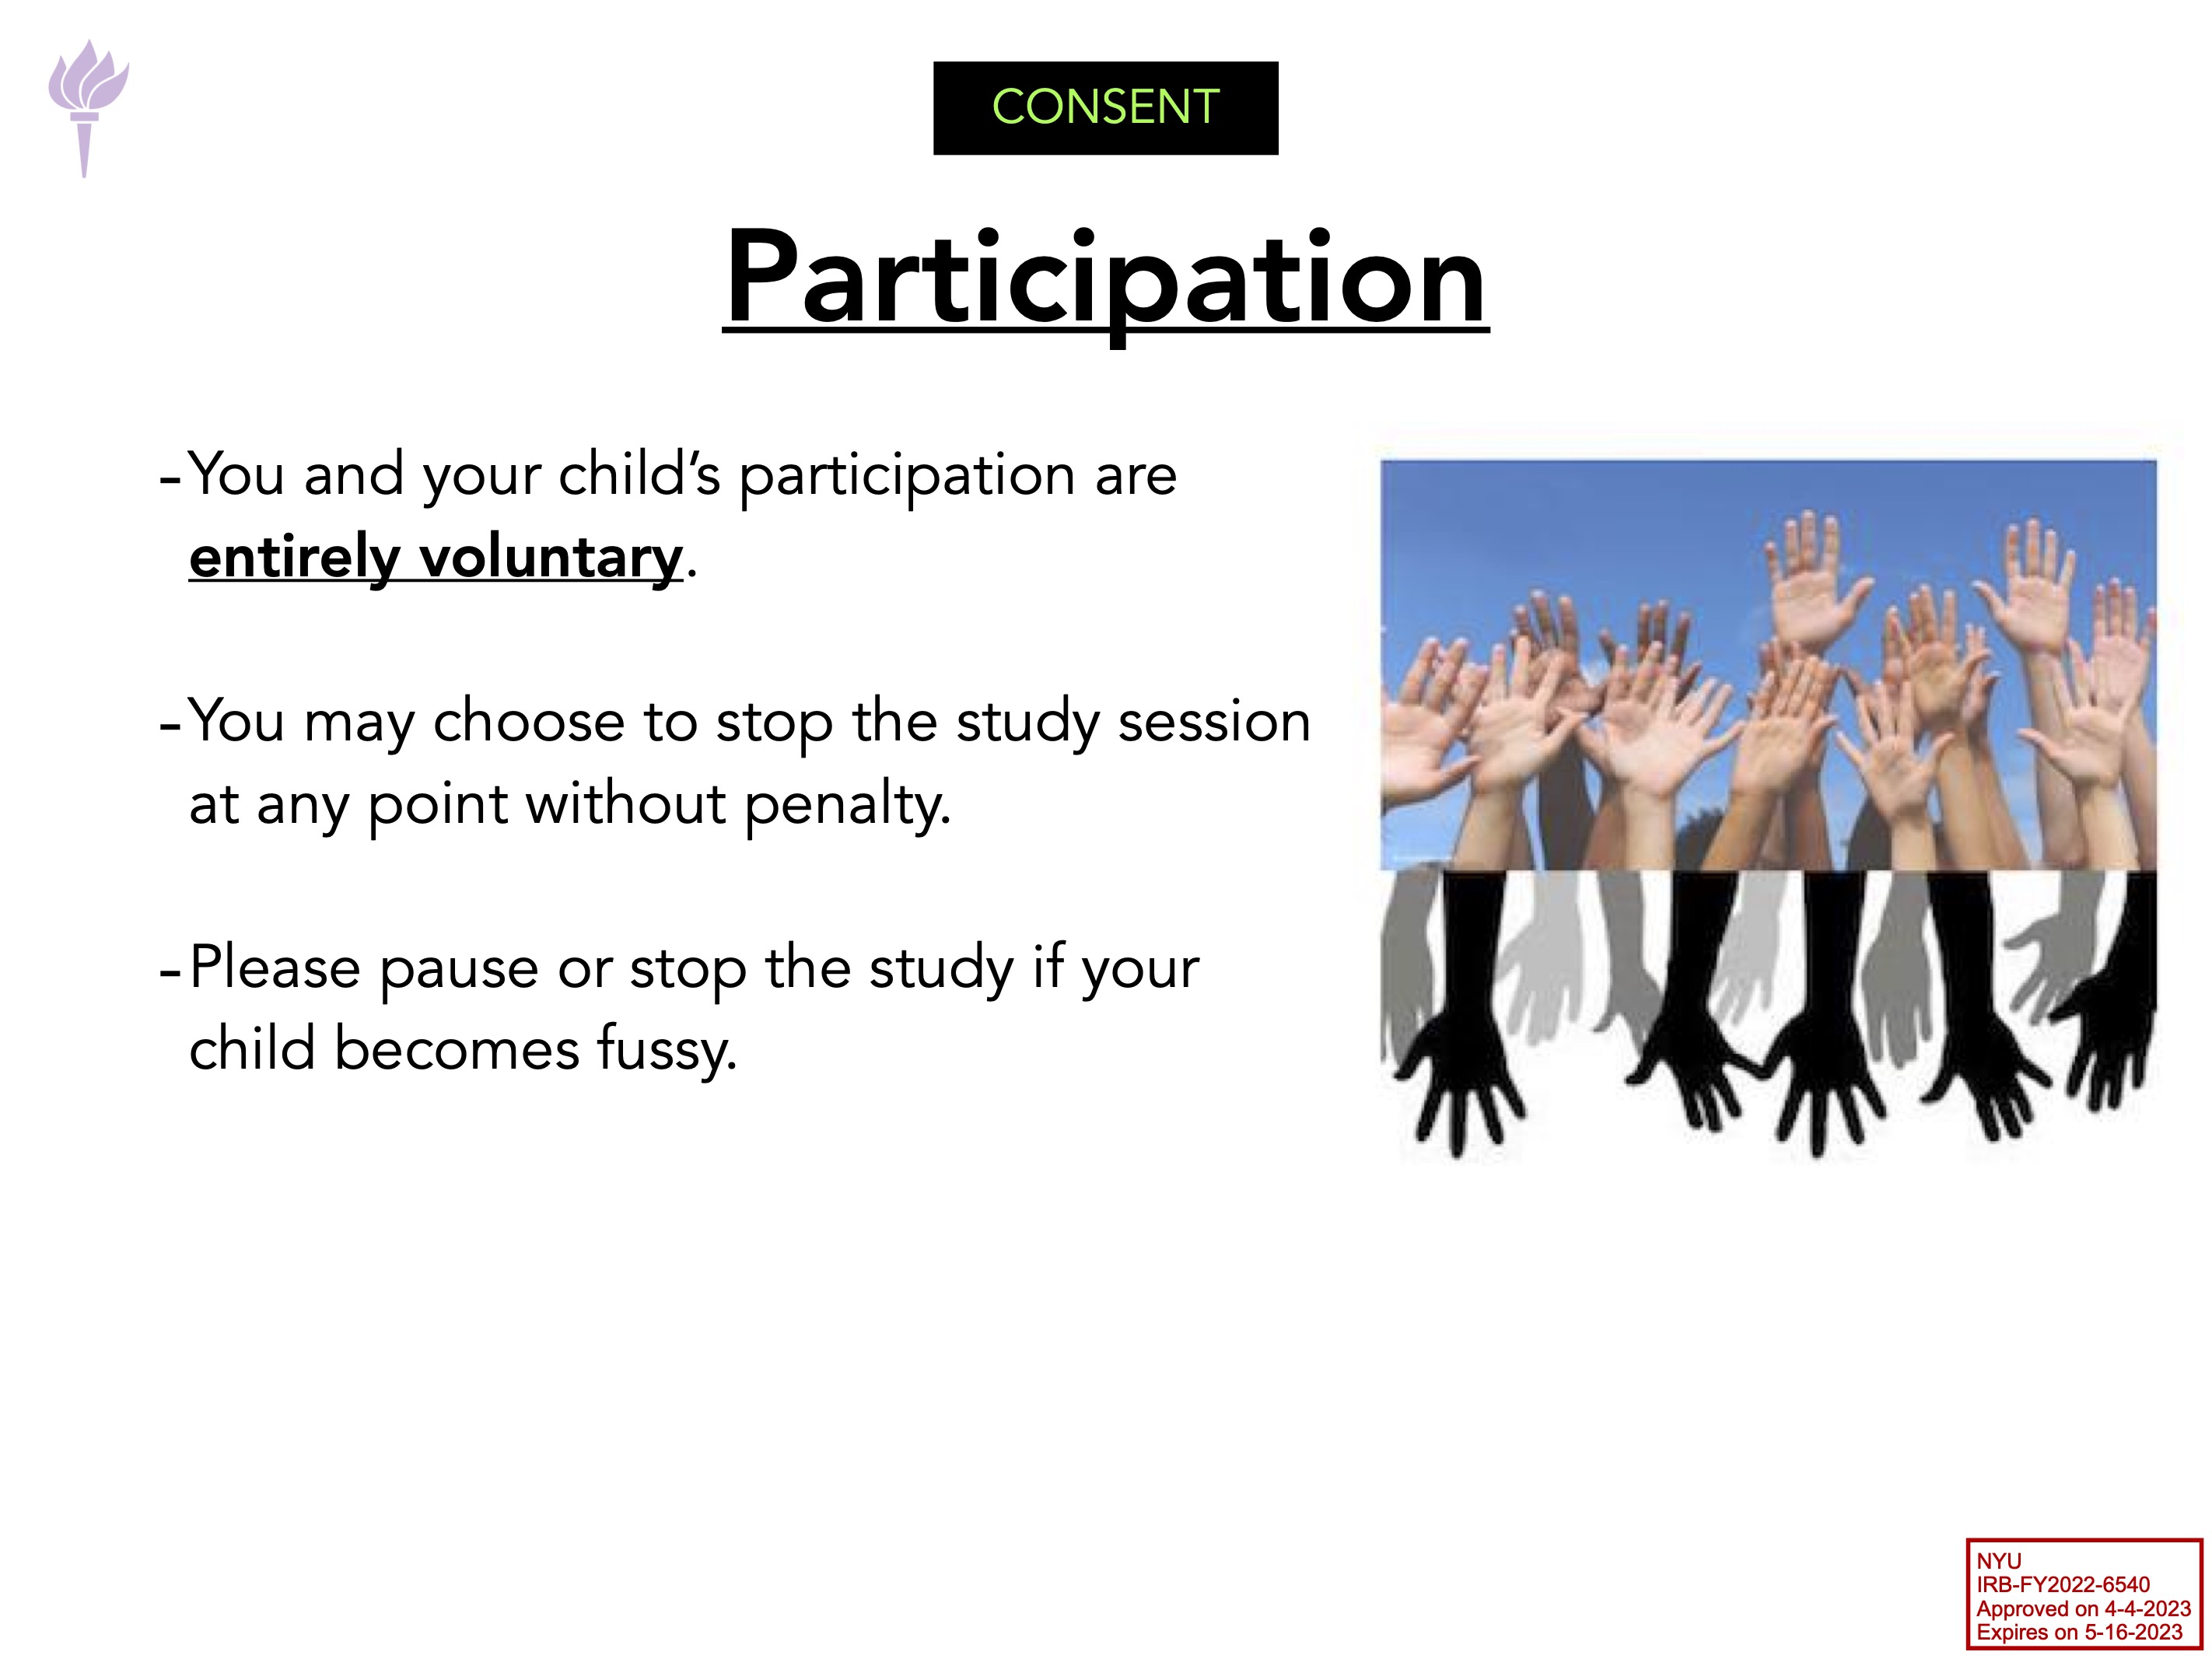 CONSENT
Participation
-You and your child’s participation are
entirely voluntary.
-You may choose to stop the study session
at any point without penalty.
-Please pause or stop the study if your
child becomes fussy.
NYU
IRB-FY2022-6540
Approved on 4-4-2023
Expires on 5-16-2023